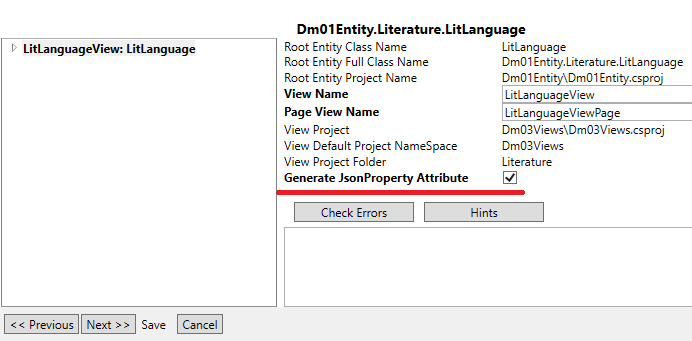 Dm01Entity.Literature.LitLanguage
LitLanguageView: LitLanguage
Root Entity Class Name LitLanguage
Root Entity Full Class Name Dm01Entity.Literature.LitLanguage
Root Entity Project Name Dm01Entity\Dm01Entity.csproj
View Name LitLanguageView
Page View Name LitLanguageViewPage
View Project Dm03Views\Dm03Views.csproj
View Default Project NameSpace Dm03Views
View Project Folder Literature
Generate JsonProperty Attribute
Check Errors Hints
<< Previous Next >> Save Cancel